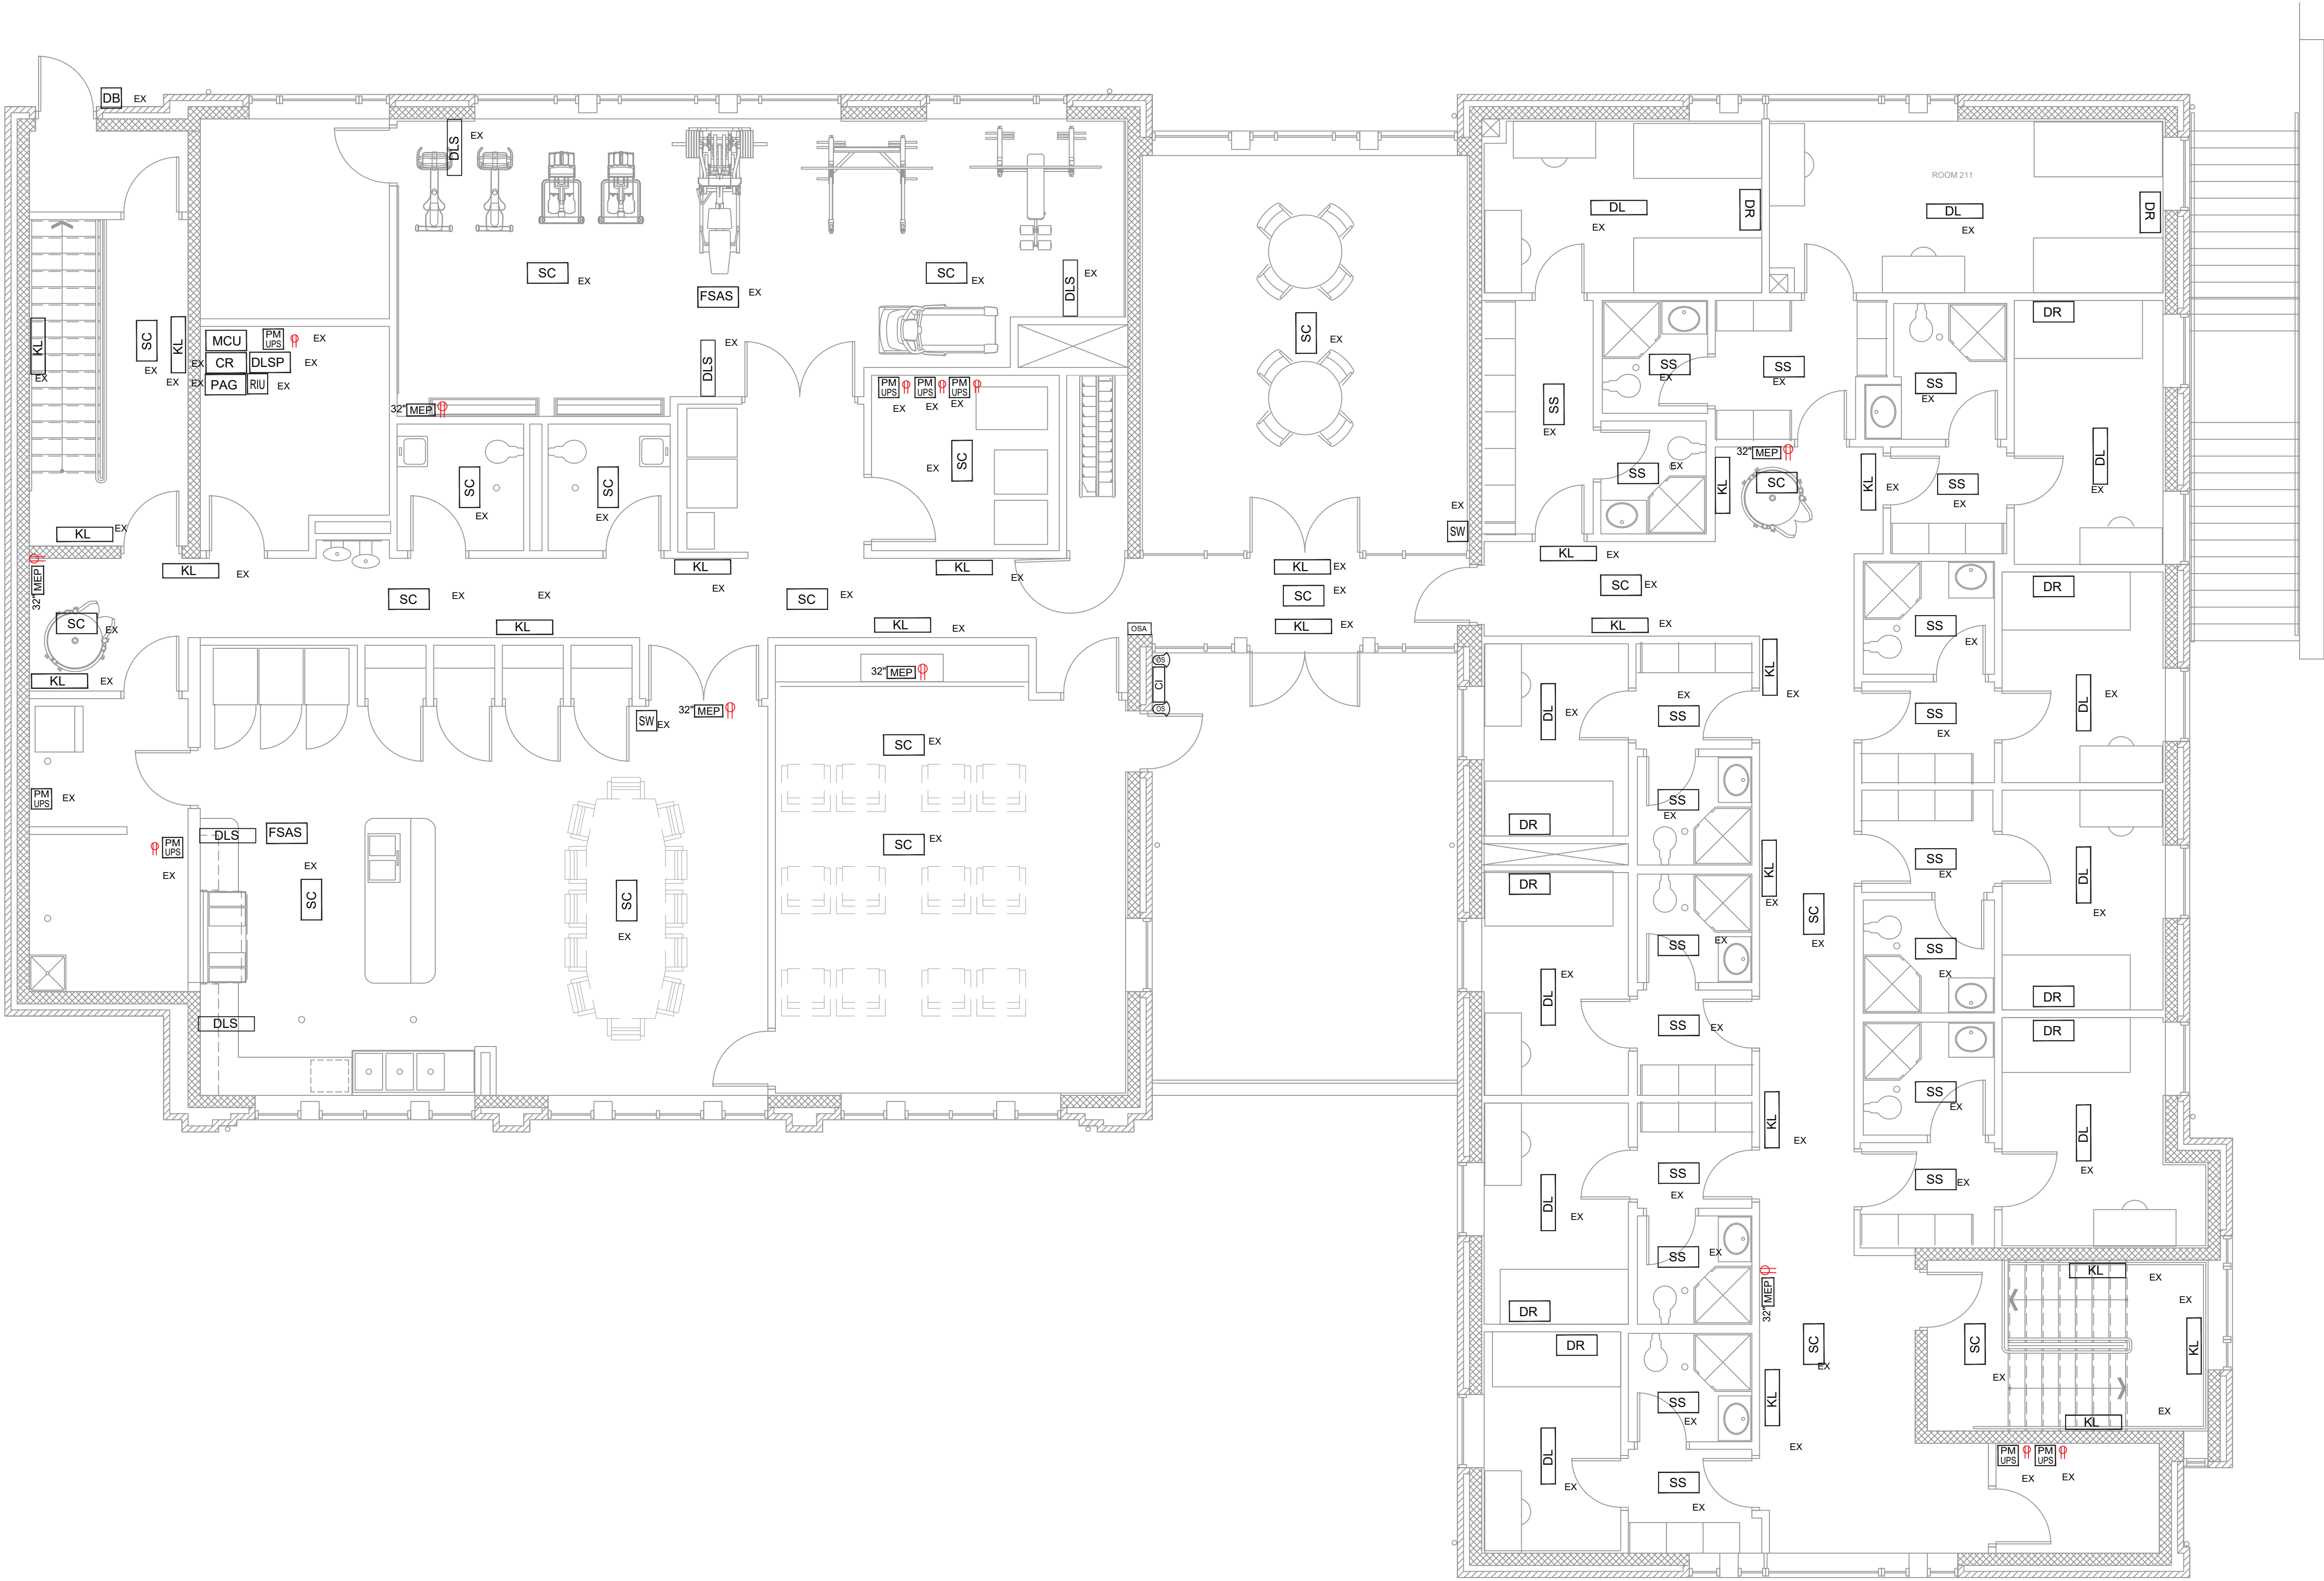 DB EX
DLS EX
ROOM 211
DL DR DL DR
EX EX
SC EX SC EX DLS EX
FSAS EX
DR
KL SC KL MCU PM UPS EX
SC EX
EX EX EX CR DLSP EX
EX PAG RIU EX
DLS EX
SS EX SS EX SS EX
PM UPS PM UPS PM UPS
EX EX EX
32" MEP
SS EX
DL EX
SC EX
SC EX SC EX
SS EX KL 32" MEP SC KL EX SS EX
KL EX
EX SW
KL EX
32" MEP
KL EX KL EX KL EX
KL EX
SC EX
DR
SC EX EX SC EX SC EX
SC EX
KL EX KL EX KL EX KL EX
OSA
SS EX
KL EX
32" MEP
OS CI OS
KL EX
DL EX SS EX
DL EX SS EX
SW EX 32" MEP
SC EX
PM UPS EX
SS EX
DR
PM UPS EX
DLS FSAS EX
SC EX
KL EX
SS EX DL EX
DR
SC SC EX
SC EX
SS EX SS EX
DL EX SS EX
DR
DLS
DR
SS EX
KL EX
DL EX
SS EX SS EX
DL EX
SS EX
32" MEP
KL EX
EX
DR
DR
SC EX SC EX KL
KL EX
SS EX
KL EX
DL EX
SS EX
EX
PM UPS PM UPS
EX EX